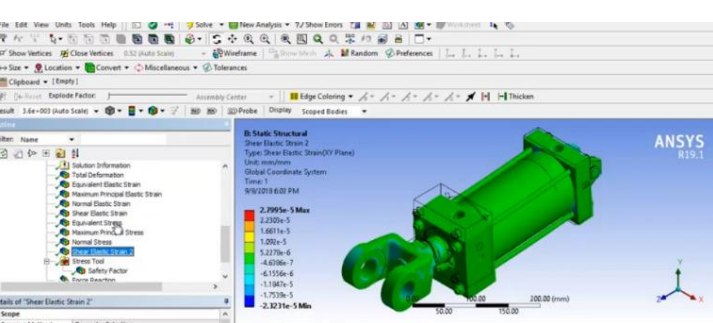 File Edit View Units Tools Help Solve New Analysis ?/Show Errors Worksheet
Show Vertices Close Vertices 0.52 (Auto Scale) Wireframe Show Mesh Random Preferences
Size Location Convert Miscellaneous Tolerances
Clipboard [Empty]
Reset Explode Factor: Assembly Center Edge Coloring Thicken
Result 3.6e+003 (Auto Scale) Probe Display Scoped Bodies
Outline
Filter: Name
Solution Information
Total Deformation
Equivalent Elastic Strain
Maximum Principal Elastic Strain
Normal Elastic Strain
Shear Elastic Strain
Equivalent Stress
Maximum Principal Stress
Normal Stress
Shear Elastic Strain 2
Stress Tool
Safety Factor
Force Reaction
Details of "Shear Elastic Strain 2"
Scope
B: Static Structural
Shear Elastic Strain 2
Type: Shear Elastic Strain(XY Plane)
Unit: mm/mm
Global Coordinate System
Time: 1
9/9/2018 6:02 PM
2.7995e-5 Max
2.2303e-5
1.6611e-5
1.092e-5
5.2278e-6
-4.6386e-7
-6.1556e-6
-1.1847e-5
-1.7539e-5
-2.3231e-5 Min
ANSYS
R19.1
100.00 200.00 (mm)
50.00 150.00
Y
Z X